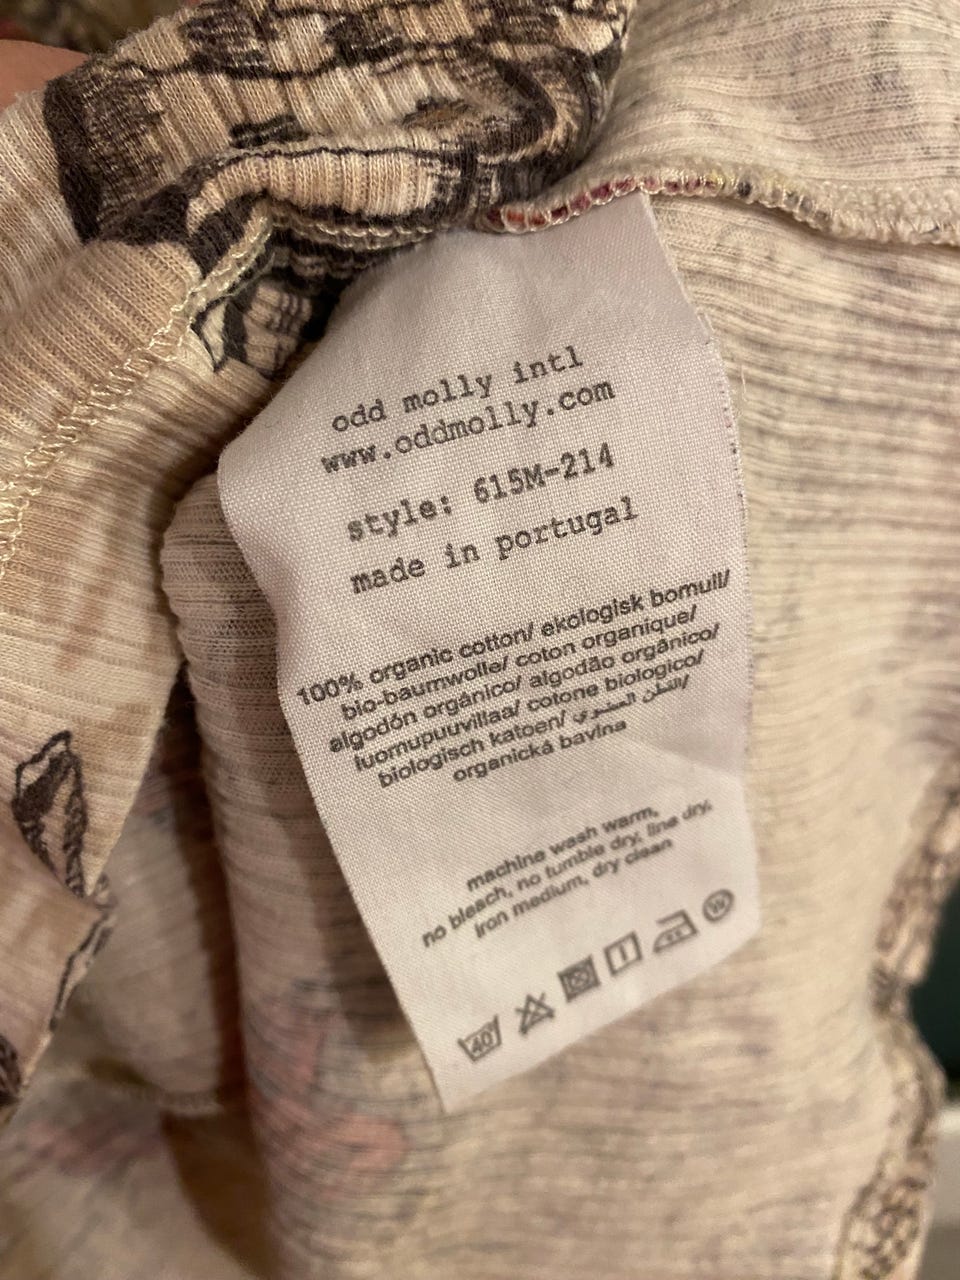 odd molly intl
www.oddmolly.com
style: 615M-214
made in portugal
100% organic cotton/ ekologisk bomull/
bio-baumwolle/ coton organique/
algodón orgánico/ algodão orgânico/
luomupuuvillaa/ cotone biologico/
biologisch katoen/ القطن العضوي/
organická bavlna
machine wash warm,
no bleach, no tumble dry, line dry,
iron medium, dry clean
40 W